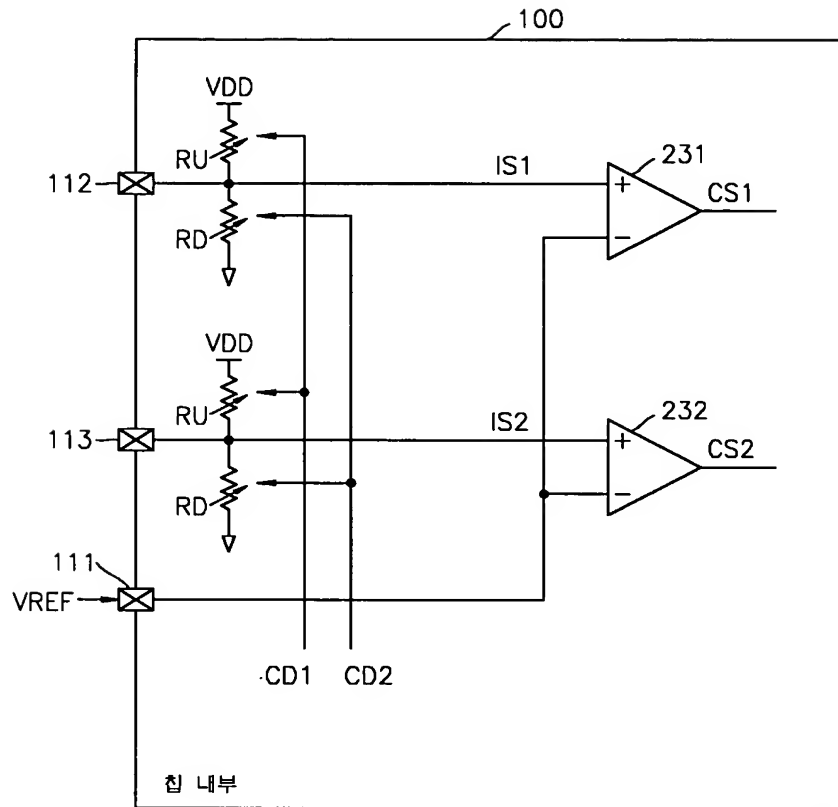 100
VDD
RU
112
IS1
231
+
CS1
RD
−
VDD
RU
113
IS2
232
+
CS2
RD
−
111
VREF
CD1
CD2
칩 내부